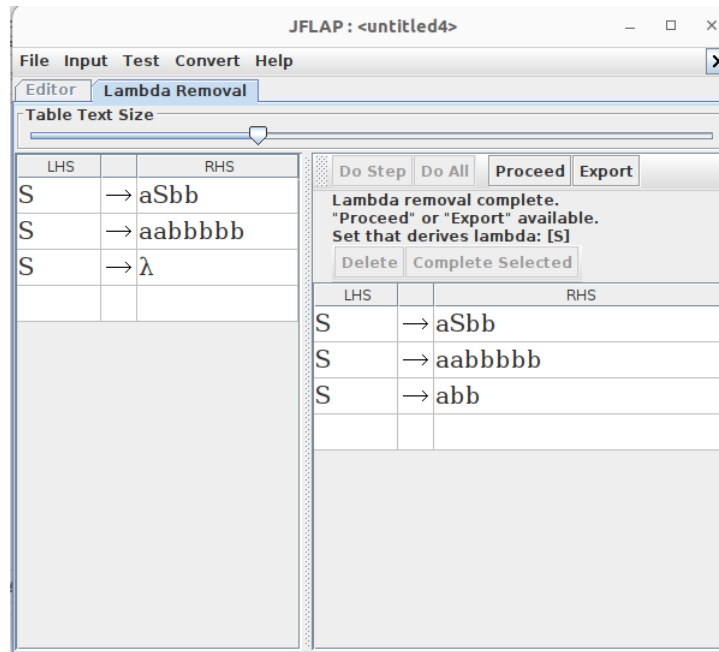 JFLAP : <untitled4>
File Input Test Convert Help
Editor Lambda Removal
Table Text Size
LHS RHS
S → aSbb
S → aabbbbb
S → λ
Do Step Do All Proceed Export
Lambda removal complete.
"Proceed" or "Export" available.
Set that derives lambda: [S]
Delete Complete Selected
LHS RHS
S → aSbb
S → aabbbbb
S → abb